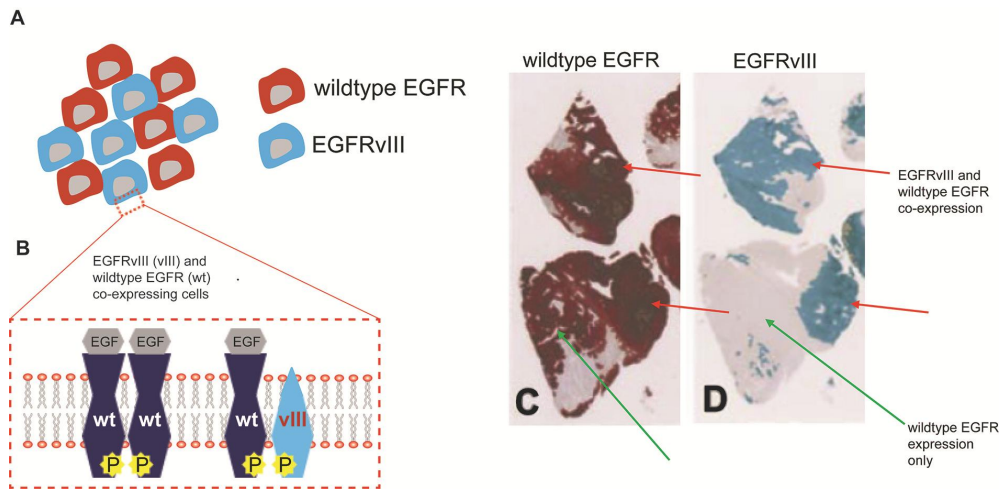 A
wildtype EGFR
EGFRvIII
B
EGFRvIII (vIII) and
wildtype EGFR (wt)
co-expressing cells
EGF
EGF
EGF
wt
wt
wt
vIII
P
P
P
P
wildtype EGFR
EGFRvIII
EGFRvIII and
wildtype EGFR
co-expression
C
D
wildtype EGFR
expression
only